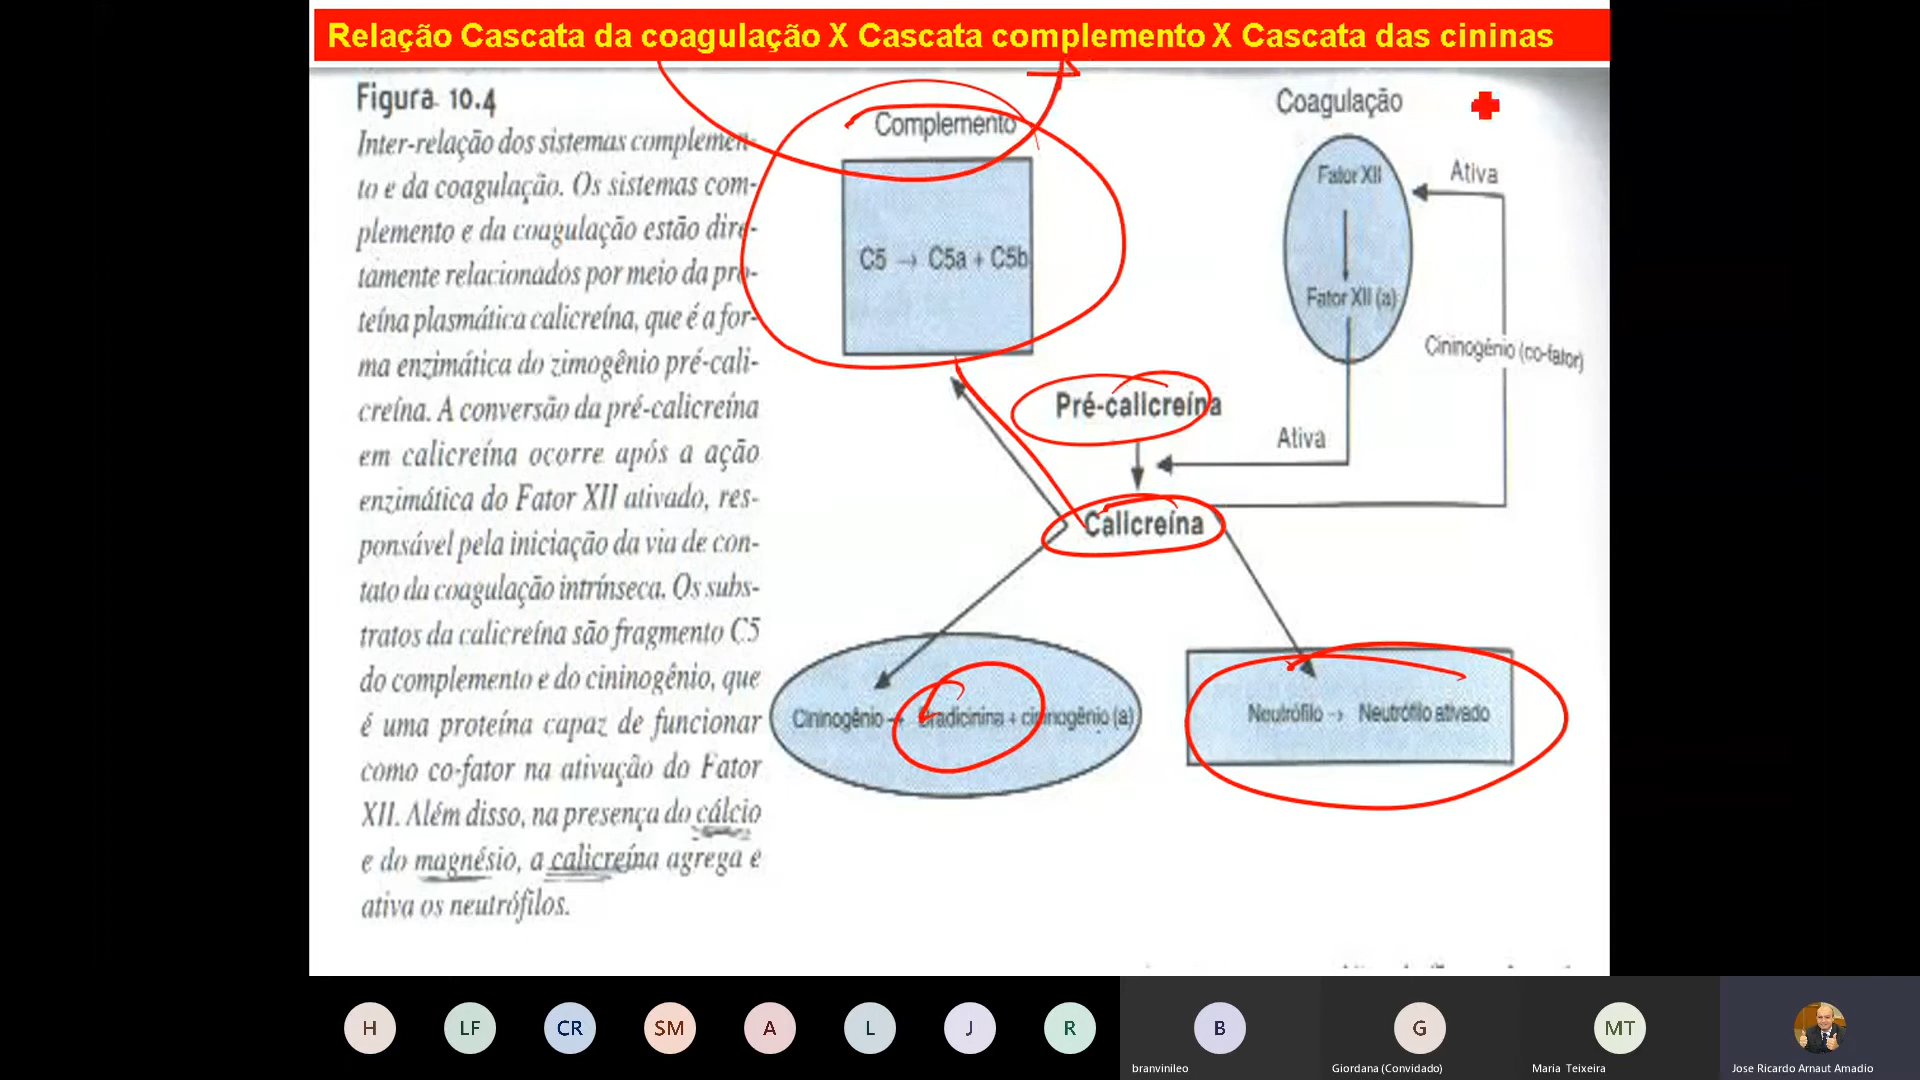 Relação Cascata da coagulação X Cascata complemento X Cascata das cininas
Figura 10.4
Inter-relação dos sistemas complemen-
to e da coagulação. Os sistemas com-
plemento e da coagulação estão dire-
tamente relacionados por meio da pro-
teína plasmática calicreína, que é a for-
ma enzimática do zimogênio pré-cali-
creína. A conversão da pré-calicreína
em calicreína ocorre após a ação
enzimática do Fator XII ativado, res-
ponsável pela iniciação da via de con-
tato da coagulação intrínseca. Os subs-
tratos da calicreína são fragmento C5
do complemento e do cininogênio, que
é uma proteína capaz de funcionar
como co-fator na ativação do Fator
XII. Além disso, na presença do cálcio
e do magnésio, a calicreína agrega e
ativa os neutrófilos.
Complemento
C5 → C5a + C5b
Coagulação
Fator XII
Fator XII (a)
Ativa
Cininogênio (co-fator)
Pré-calicreína
Ativa
Calicreína
Cininogênio → Bradicinina + cininogênio (a)
Neutrófilo → Neutrófilo ativado
H
LF
CR
SM
A
L
J
R
B
G
MT
branvinileo
Giordana (Convidado)
Maria Teixeira
Jose Ricardo Arnaut Amadio